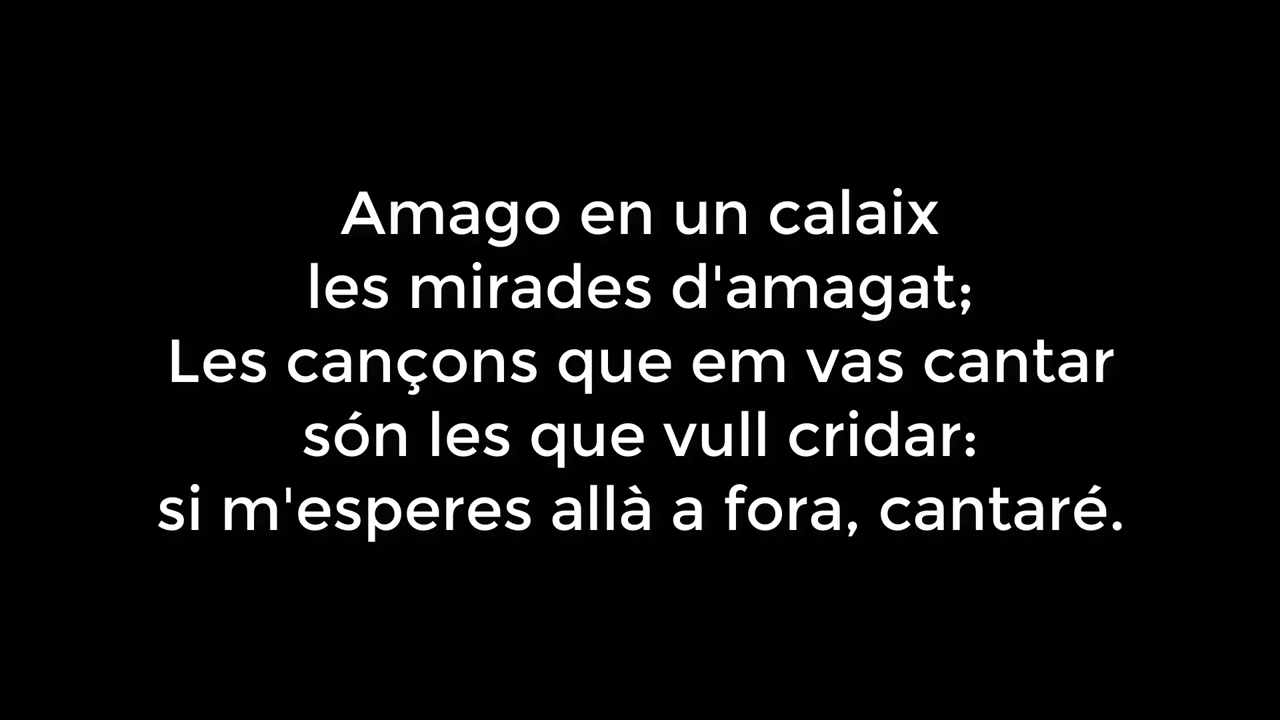 Amago en un calaix
les mirades d'amagat;
Les cançons que em vas cantar
són les que vull cridar:
si m'esperes allà a fora, cantaré.